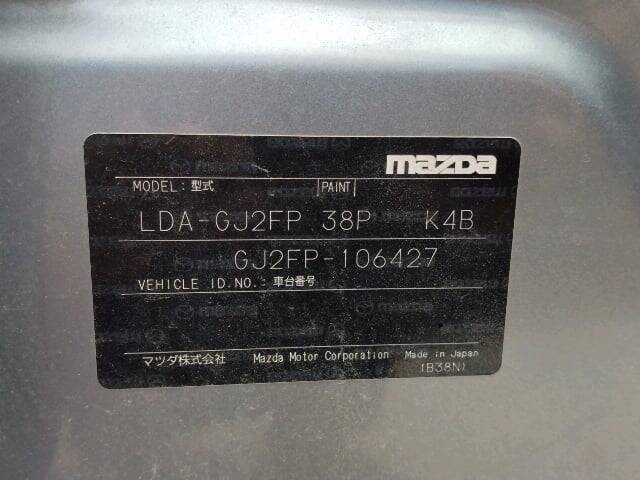 mazda
MODEL: 型式 |PAINT|
LDA-GJ2FP 38P K4B
GJ2FP-106427
VEHICLE ID.NO.: 車台番号
マツダ株式会社 Mazda Motor Corporation Made in Japan
(B38N)